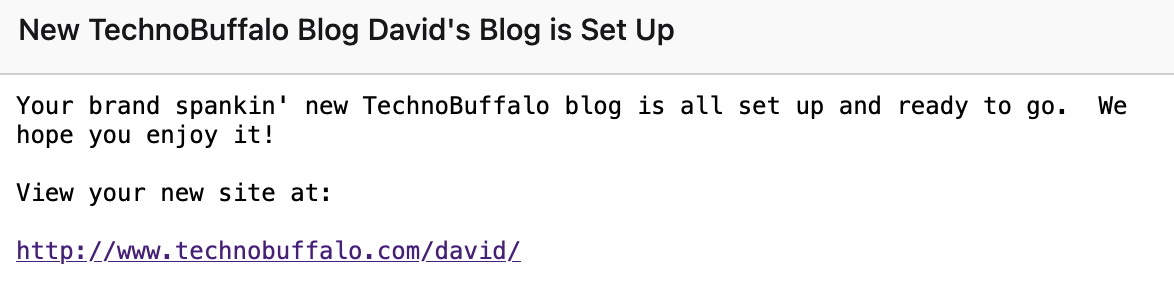 New TechnoBuffalo Blog David's Blog is Set Up
Your brand spankin' new TechnoBuffalo blog is all set up and ready to go.  We
hope you enjoy it!
View your new site at:
http://www.technobuffalo.com/david/